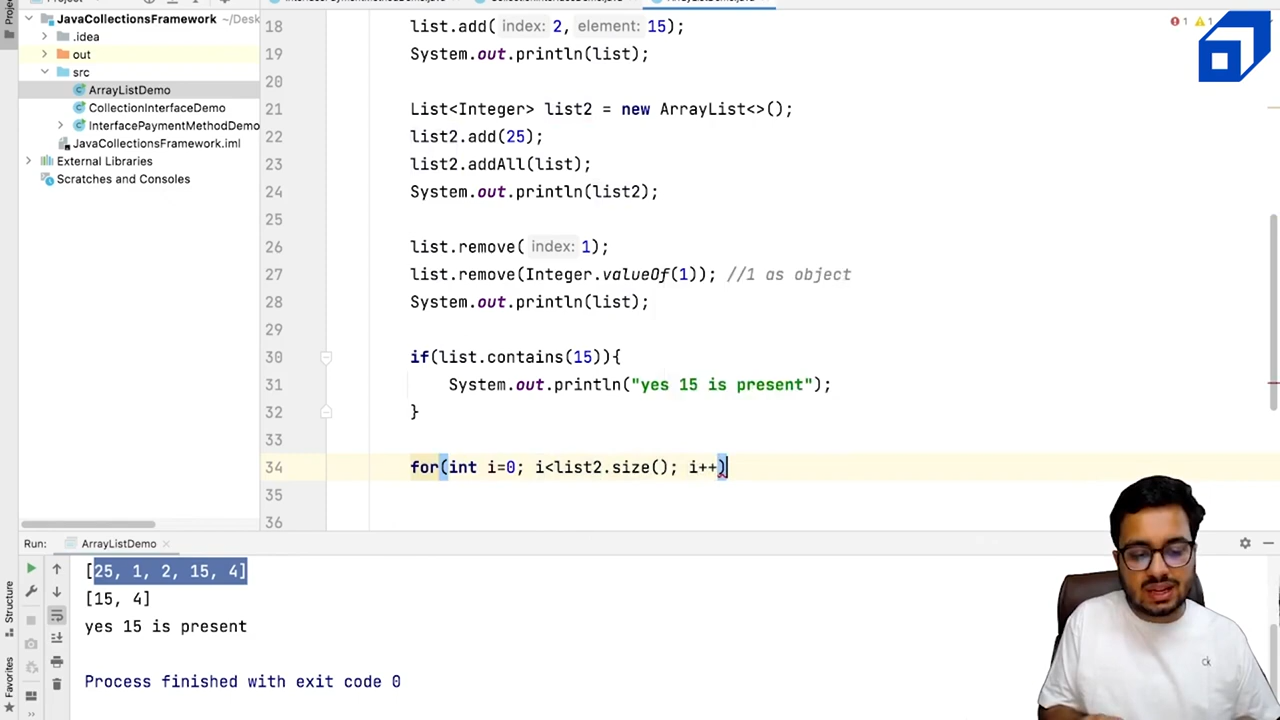 JavaCollectionsFramework ~/Desk
.idea
out
src
ArrayListDemo
CollectionInterfaceDemo
InterfacePaymentMethodDemo
JavaCollectionsFramework.iml
External Libraries
Scratches and Consoles
18 list.add( index: 2, element: 15);
19 System.out.println(list);
20
21 List<Integer> list2 = new ArrayList<>();
22 list2.add(25);
23 list2.addAll(list);
24 System.out.println(list2);
25
26 list.remove( index: 1);
27 list.remove(Integer.valueOf(1)); //1 as object
28 System.out.println(list);
29
30 if(list.contains(15)){
31 System.out.println("yes 15 is present");
32 }
33
34 for(int i=0; i<list2.size(); i++)
35
36
1 1
Run: ArrayListDemo
[25, 1, 2, 15, 4]
[15, 4]
yes 15 is present
Process finished with exit code 0
Structure
Favorites